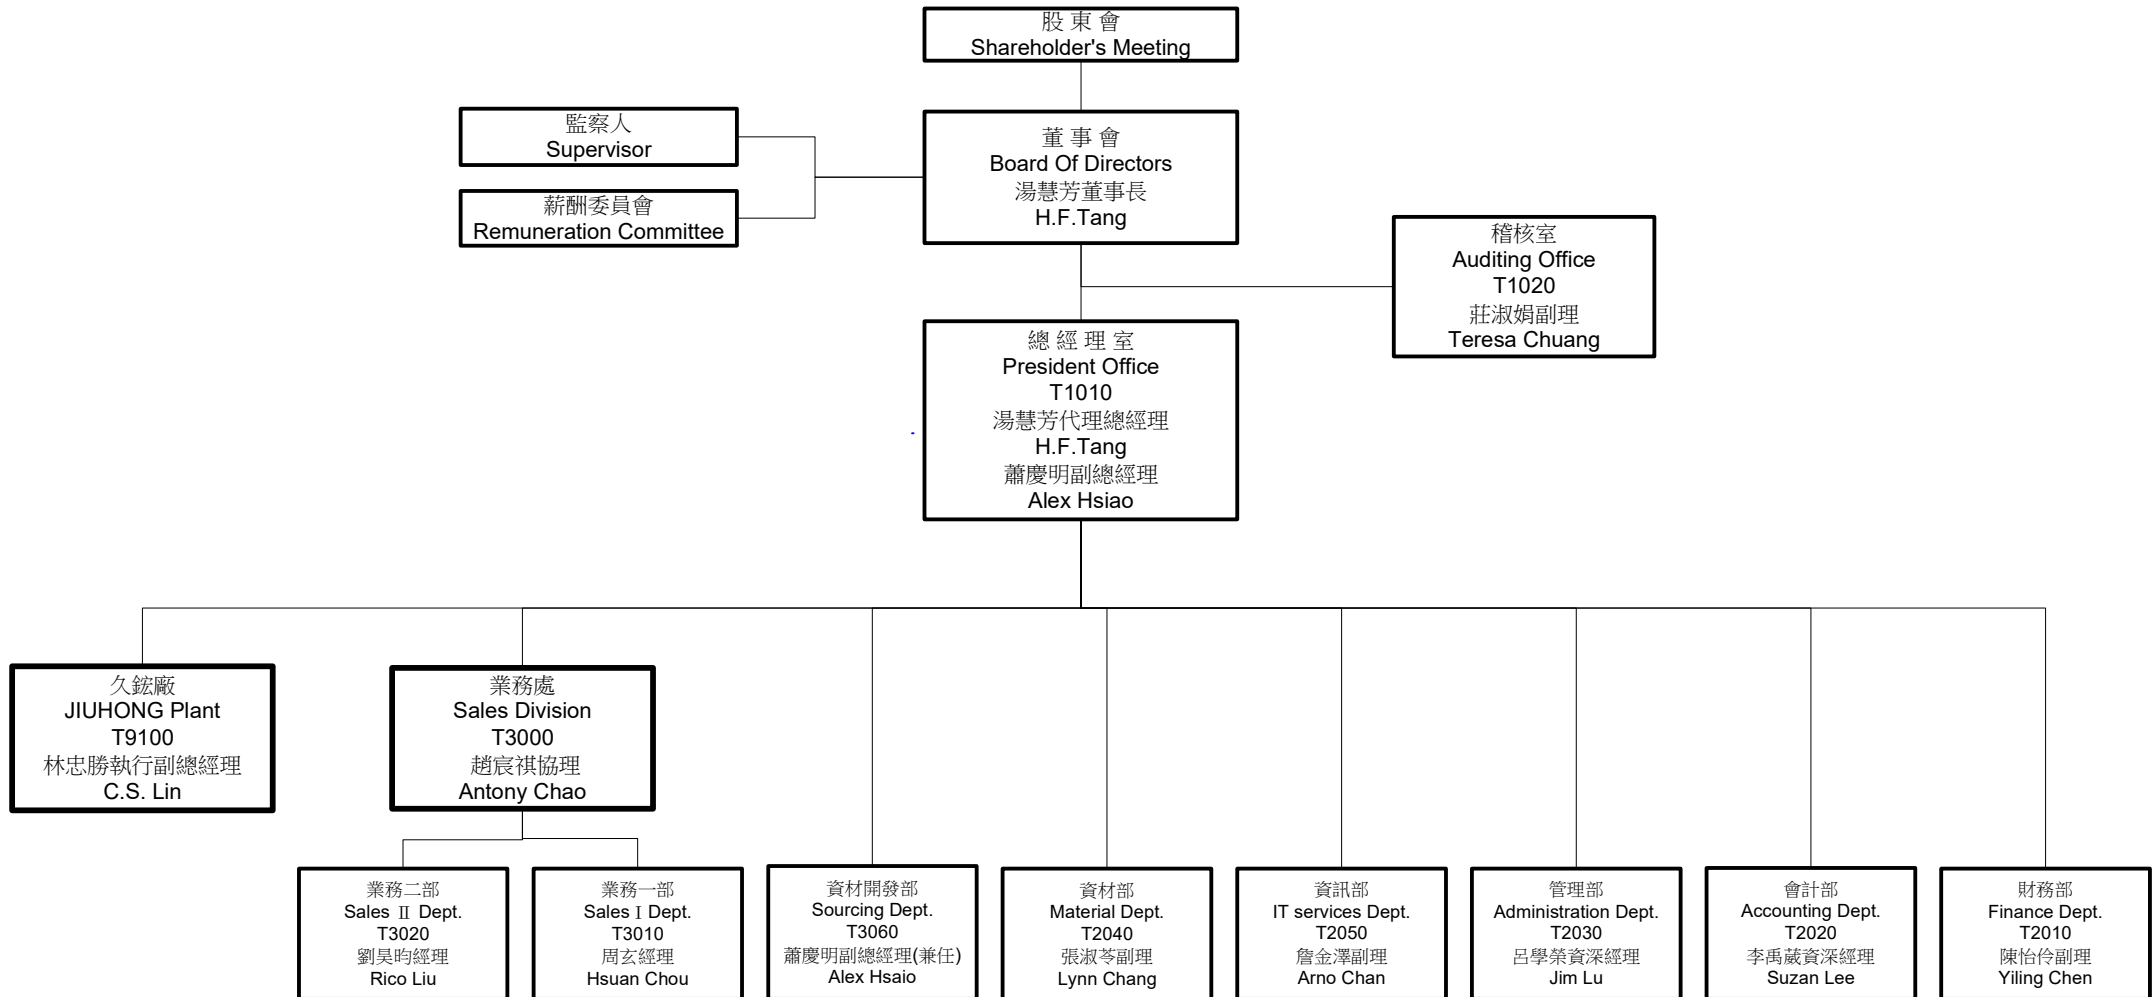 股 東 會
Shareholder's Meeting
監察人
Supervisor
薪酬委員會
Remuneration Committee
董 事 會
Board Of Directors
湯慧芳董事長
H.F.Tang
稽核室
Auditing Office
T1020
莊淑娟副理
Teresa Chuang
總 經 理 室
President Office
T1010
湯慧芳代理總經理
H.F.Tang
蕭慶明副總經理
Alex Hsiao
久鋐廠
JIUHONG Plant
T9100
林忠勝執行副總經理
C.S. Lin
業務處
Sales Division
T3000
趙宸祺協理
Antony Chao
業務二部
Sales Ⅱ Dept.
T3020
劉昊昀經理
Rico Liu
業務一部
Sales I Dept.
T3010
周玄經理
Hsuan Chou
資材開發部
Sourcing Dept.
T3060
蕭慶明副總經理(兼任)
Alex Hsaio
資材部
Material Dept.
T2040
張淑芩副理
Lynn Chang
資訊部
IT services Dept.
T2050
詹金澤副理
Arno Chan
管理部
Administration Dept.
T2030
呂學榮資深經理
Jim Lu
會計部
Accounting Dept.
T2020
李禹葳資深經理
Suzan Lee
財務部
Finance Dept.
T2010
陳怡伶副理
Yiling Chen